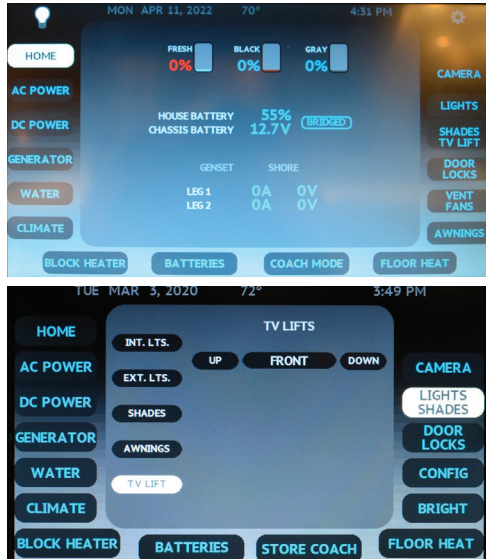 MON APR 11, 2022 70° 4:31 PM
HOME
AC POWER
DC POWER
GENERATOR
WATER
CLIMATE
FRESH BLACK GRAY
0% 0% 0%
HOUSE BATTERY 55%
CHASSIS BATTERY 12.7V
BRIDGED
GENSET SHORE
LEG 1 0A 0V
LEG 2 0A 0V
CAMERA
LIGHTS
SHADES
TV LIFT
DOOR
LOCKS
VENT
FANS
AWNINGS
BLOCK HEATER BATTERIES COACH MODE FLOOR HEAT
TUE MAR 3, 2020 72° 3:49 PM
HOME
AC POWER
DC POWER
GENERATOR
WATER
CLIMATE
INT. LTS.
EXT. LTS.
SHADES
AWNINGS
TV LIFT
TV LIFTS
UP FRONT DOWN
CAMERA
LIGHTS
SHADES
DOOR
LOCKS
CONFIG
BRIGHT
BLOCK HEATER BATTERIES STORE COACH FLOOR HEAT